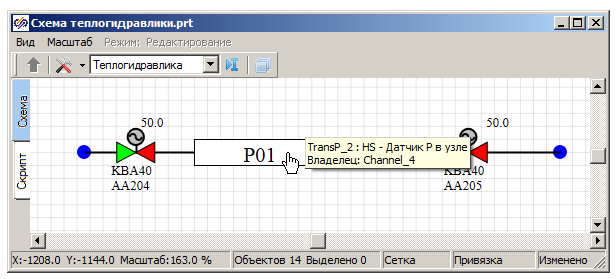 Схема теплогидравлики.prt
Вид Масштаб Режим: Редактирование
Теплогидравлика
Схема
Скрипт
50.0
50.0
P01
TransP_2 : HS - Датчик P в узле
Владелец: Channel_4
KBA40
AA204
KBA40
AA205
X:-1208.0 Y:-1144.0 Масштаб:163.0 % Объектов 14 Выделено 0 Сетка Привязка Изменено